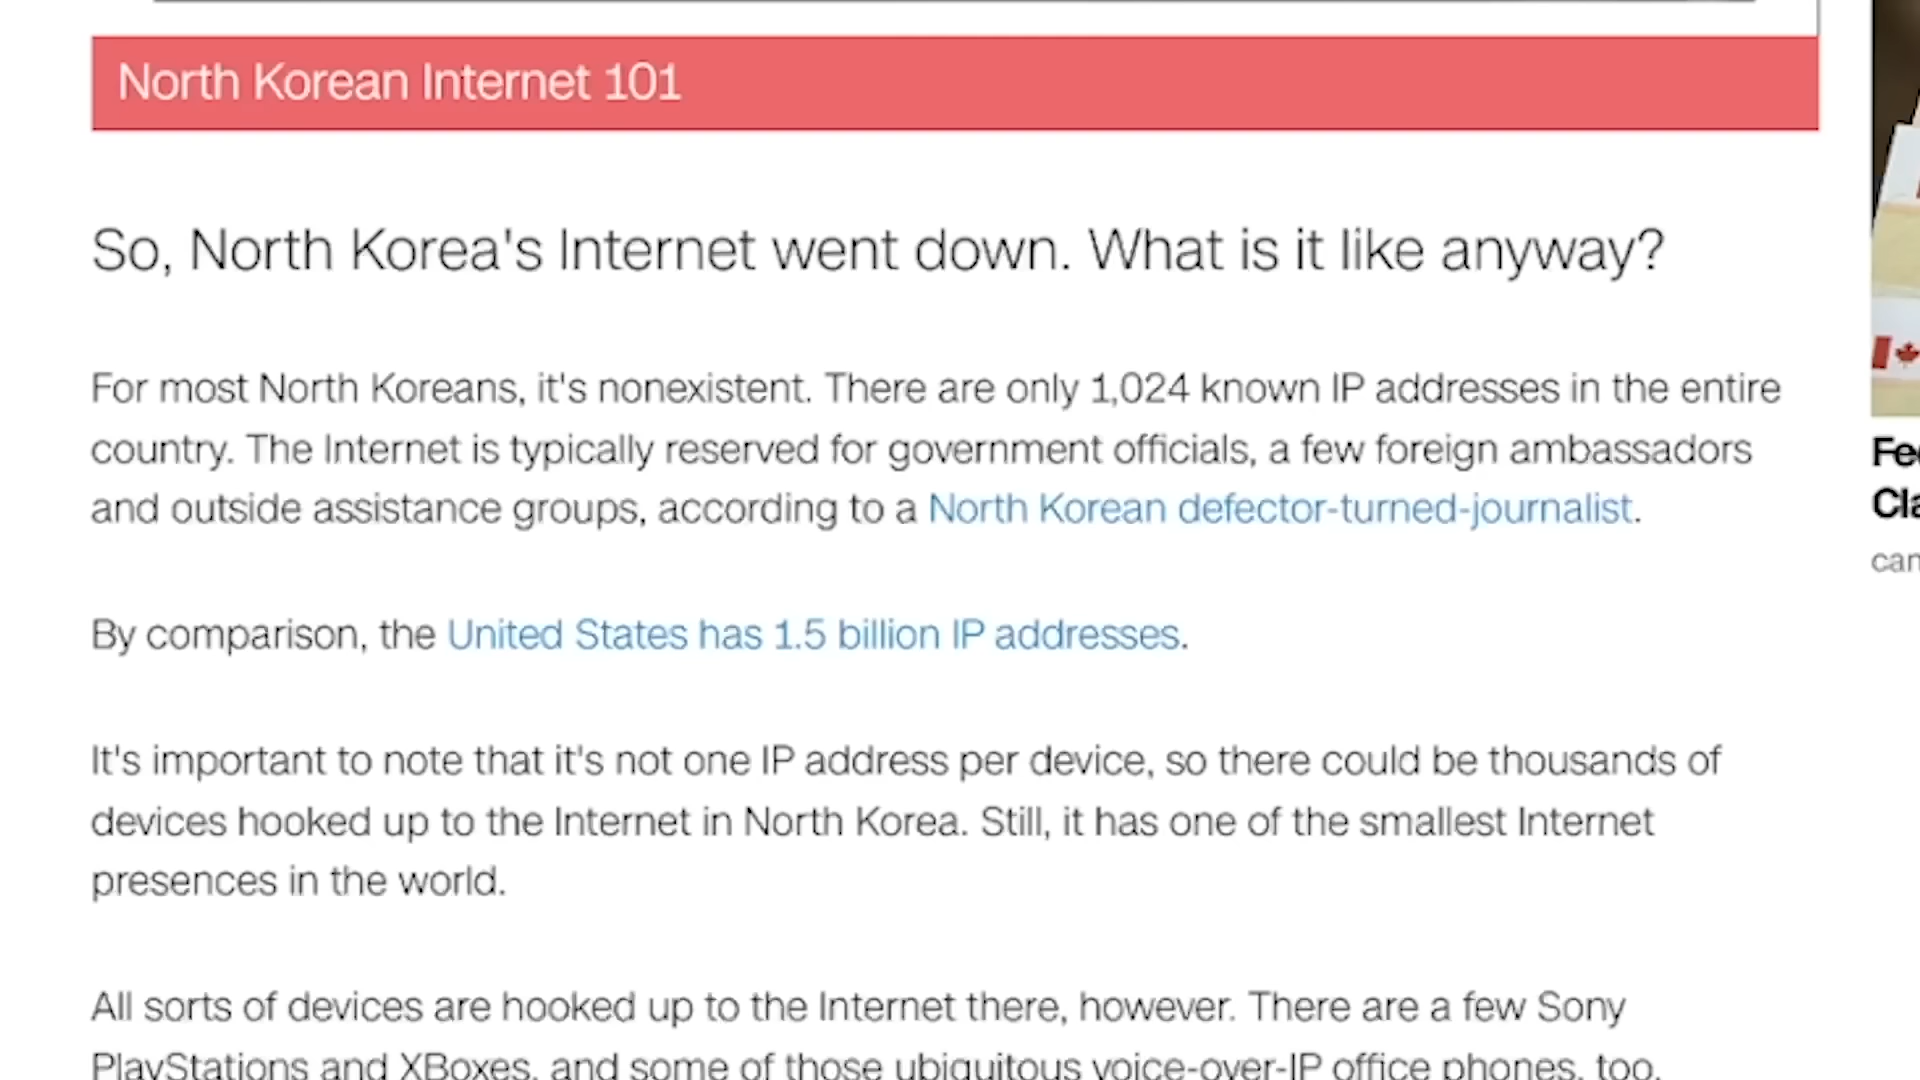 North Korean Internet 101
So, North Korea's Internet went down. What is it like anyway?
For most North Koreans, it's nonexistent. There are only 1,024 known IP addresses in the entire
country. The Internet is typically reserved for government officials, a few foreign ambassadors
and outside assistance groups, according to a North Korean defector-turned-journalist.
By comparison, the United States has 1.5 billion IP addresses.
It's important to note that it's not one IP address per device, so there could be thousands of
devices hooked up to the Internet in North Korea. Still, it has one of the smallest Internet
presences in the world.
All sorts of devices are hooked up to the Internet there, however. There are a few Sony
PlayStations and XBoxes, and some of those ubiquitous voice-over-IP office phones, too.